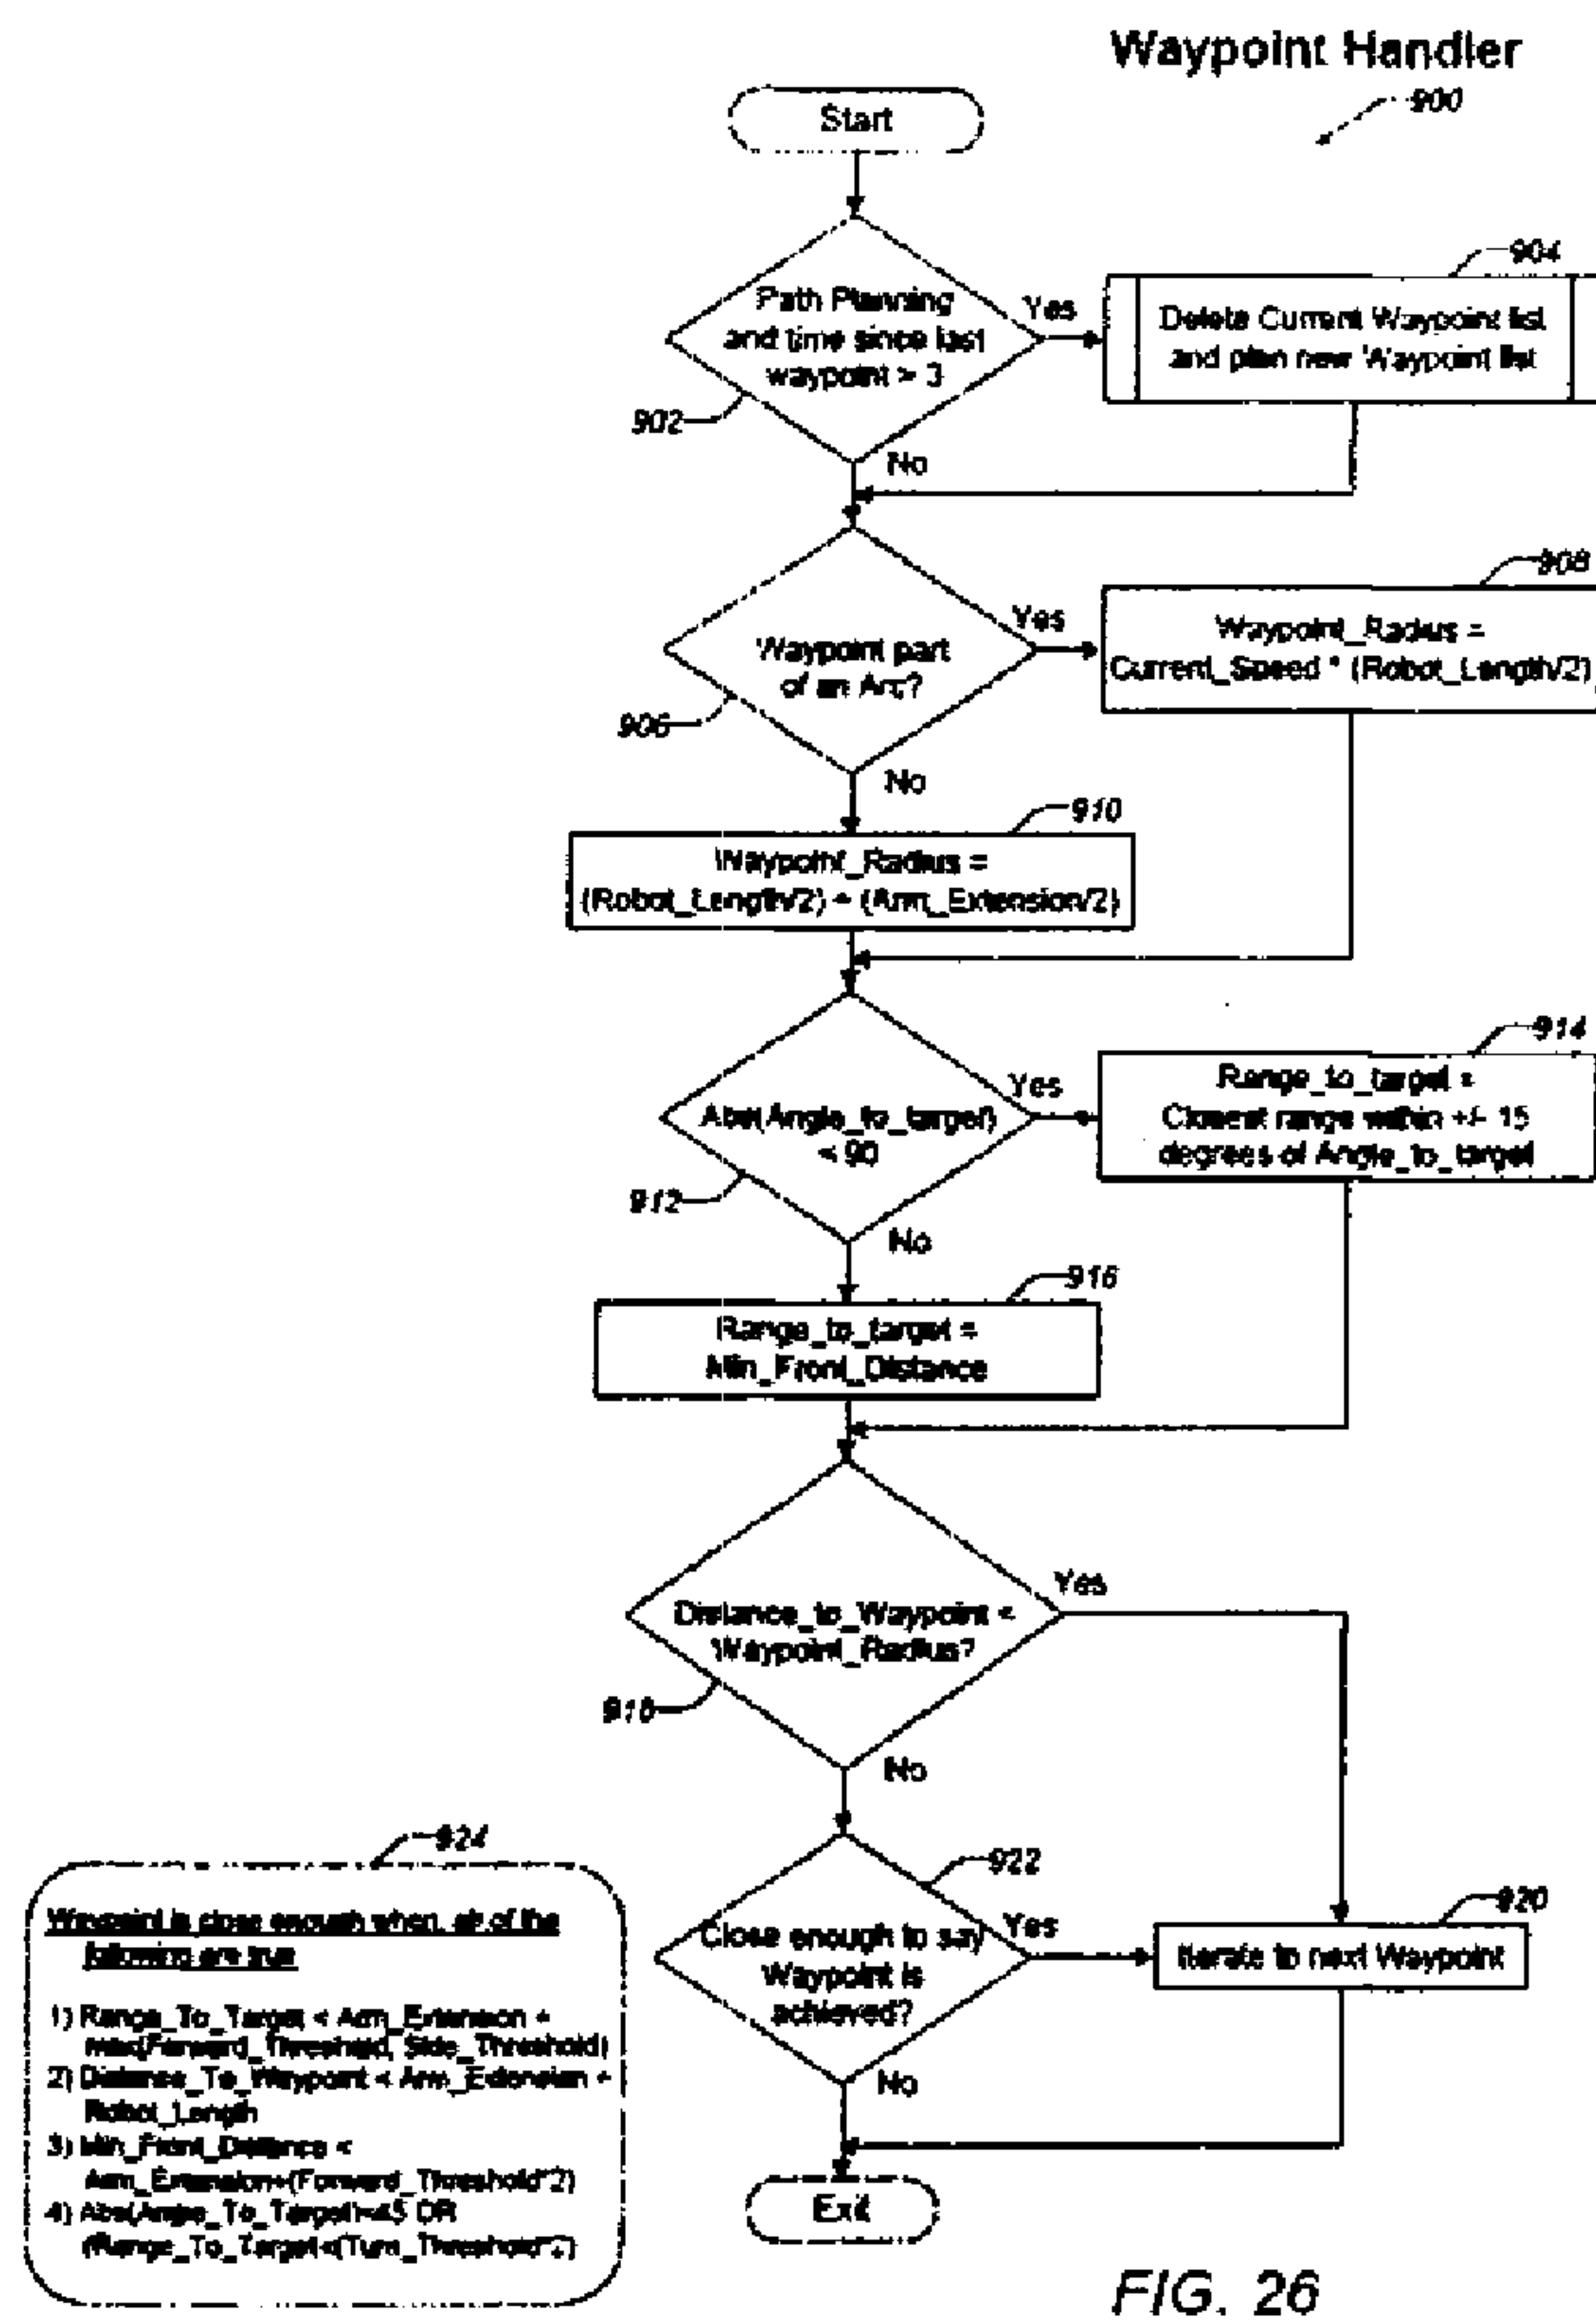 Waypoint Handler
900
Start
904
Path Planning
and time since last
waypoint > 3
Yes
Delete Current Waypoint list
and plan new Waypoint list
902
No
908
Waypoint part
of an Arc?
Yes
Waypoint_Radius =
Current_Speed * (Robot_Length/2)
906
No
910
Waypoint_Radius =
(Robot_Length/2) + (Arm_Extension/2)
914
Abs(Angle_to_target)
< 90
Yes
Range_to_target =
Closest range within +/- 15
degrees of Angle_to_target
912
No
916
Range_to_target =
Min_Front_Distance
Distance_to_Waypoint <
Waypoint_Radius?
Yes
918
No
924
922
920
Close enough to say
Waypoint is
achieved?
Yes
Iterate to next Waypoint
No
Waypoint is close enough when all of the
following are true
1) Range_To_Target < Arm_Extension +
max(Forward_Threshold, Side_Threshold)
2) Distance_To_Waypoint < Arm_Extension +
Robot_Length
3) Min_Front_Distance <
Arm_Extension+(Forward_Threshold*2)
4) Abs(Angle_To_Target)<45 OR
(Range_To_Target<(Turn_Threshold*2)
Exit
FIG. 26